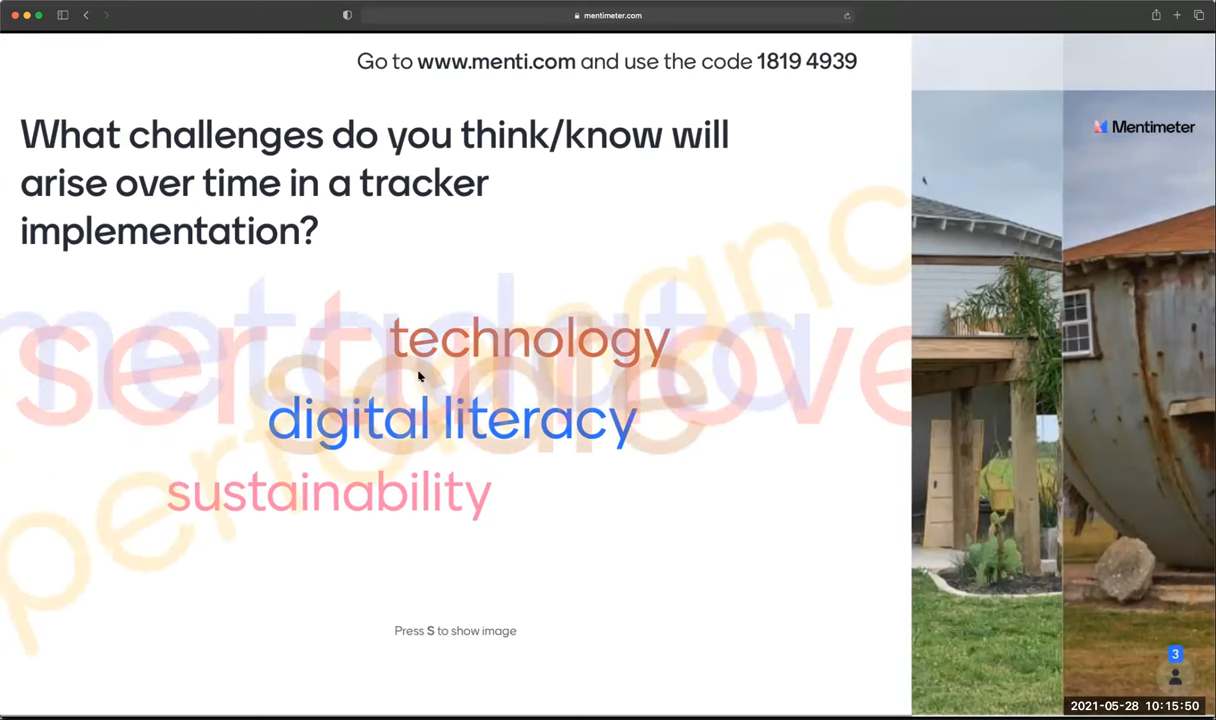 mentimeter.com
Go to www.menti.com and use the code 1819 4939
Mentimeter
What challenges do you think/know will
arise over time in a tracker
implementation?
technology
digital literacy
sustainability
Press S to show image
3
2021-05-28 10:15:50